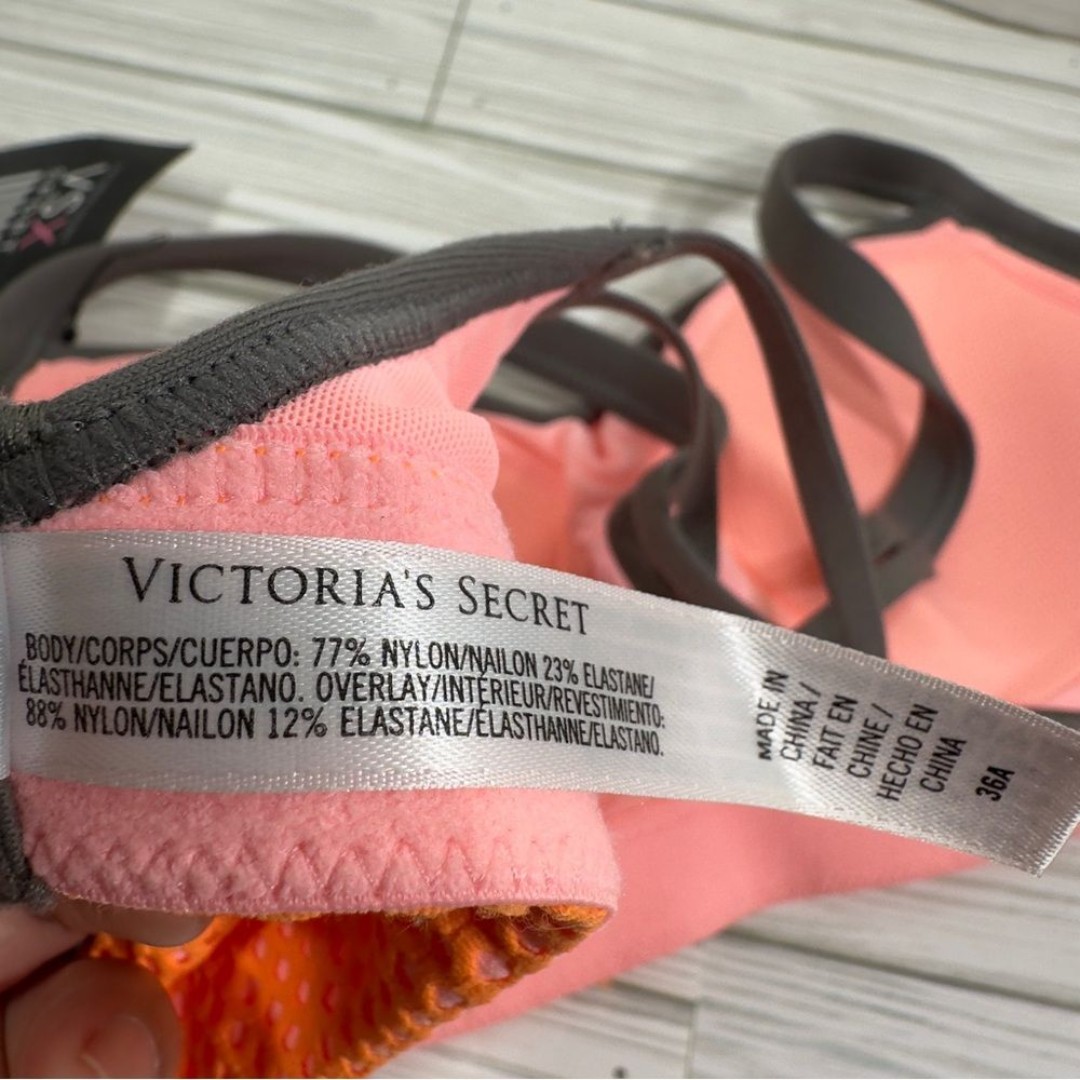 VSX
VICTORIA'S SECRET
BODY/CORPS/CUERPO: 77% NYLON/NAILON 23% ELASTANE/
ÉLASTHANNE/ELASTANO. OVERLAY/INTÉRIEUR/REVESTIMIENTO:
88% NYLON/NAILON 12% ELASTANE/ÉLASTHANNE/ELASTANO.
MADE IN
CHINA/
FAIT EN
CHINE/
HECHO EN
CHINA
36A